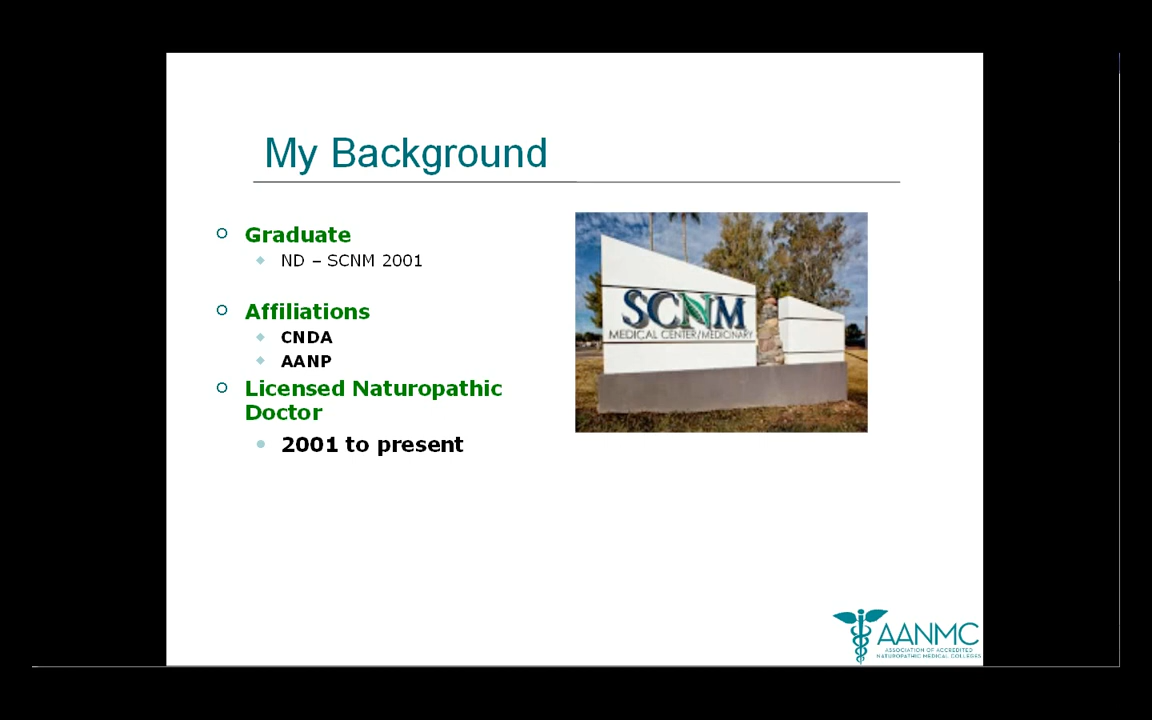 My Background
Graduate
ND – SCNM 2001
Affiliations
CNDA
AANP
Licensed Naturopathic
Doctor
2001 to present
SCNM
MEDICAL CENTER/MEDICINARY
AANMC
ASSOCIATION OF ACCREDITED
NATUROPATHIC MEDICAL COLLEGES